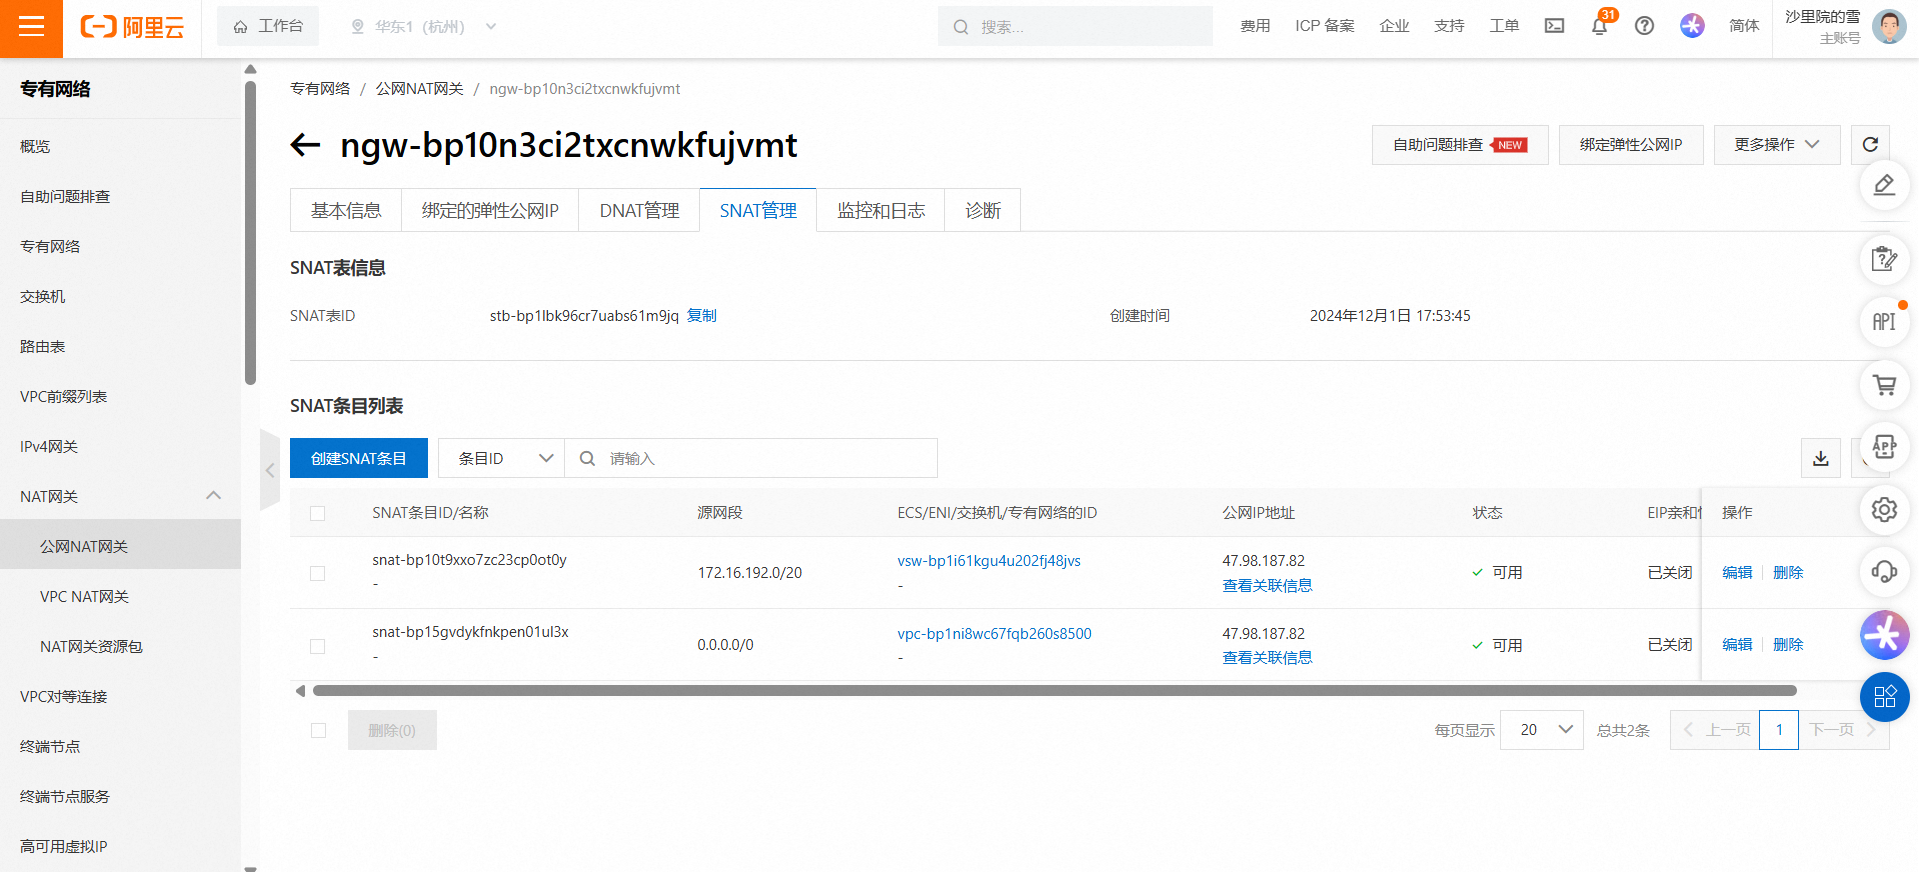 阿里云
工作台
华东1（杭州）
搜索...
费用
ICP 备案
企业
支持
工单
31
简体
沙里院的雪
主账号
专有网络
概览
自助问题排查
专有网络
交换机
路由表
VPC前缀列表
IPv4网关
NAT网关
公网NAT网关
VPC NAT网关
NAT网关资源包
VPC对等连接
终端节点
终端节点服务
高可用虚拟IP
专有网络 / 公网NAT网关 / ngw-bp10n3ci2txcnwkfujvmt
ngw-bp10n3ci2txcnwkfujvmt
自助问题排查 NEW
绑定弹性公网IP
更多操作
基本信息
绑定的弹性公网IP
DNAT管理
SNAT管理
监控和日志
诊断
SNAT表信息
SNAT表ID
stb-bp1lbk96cr7uabs61m9jq 复制
创建时间
2024年12月1日 17:53:45
SNAT条目列表
创建SNAT条目
条目ID
请输入
SNAT条目ID/名称
源网段
ECS/ENI/交换机/专有网络的ID
公网IP地址
状态
EIP亲和
操作
snat-bp10t9xxo7zc23cp0ot0y
-
172.16.192.0/20
vsw-bp1i61kgu4u202fj48jvs
-
47.98.187.82
查看关联信息
可用
已关闭
编辑
删除
snat-bp15gvdykfnkpen01ul3x
-
0.0.0.0/0
vpc-bp1ni8wc67fqb260s8500
-
47.98.187.82
查看关联信息
可用
已关闭
编辑
删除
删除(0)
每页显示
20
总共2条
上一页
1
下一页
API
APP